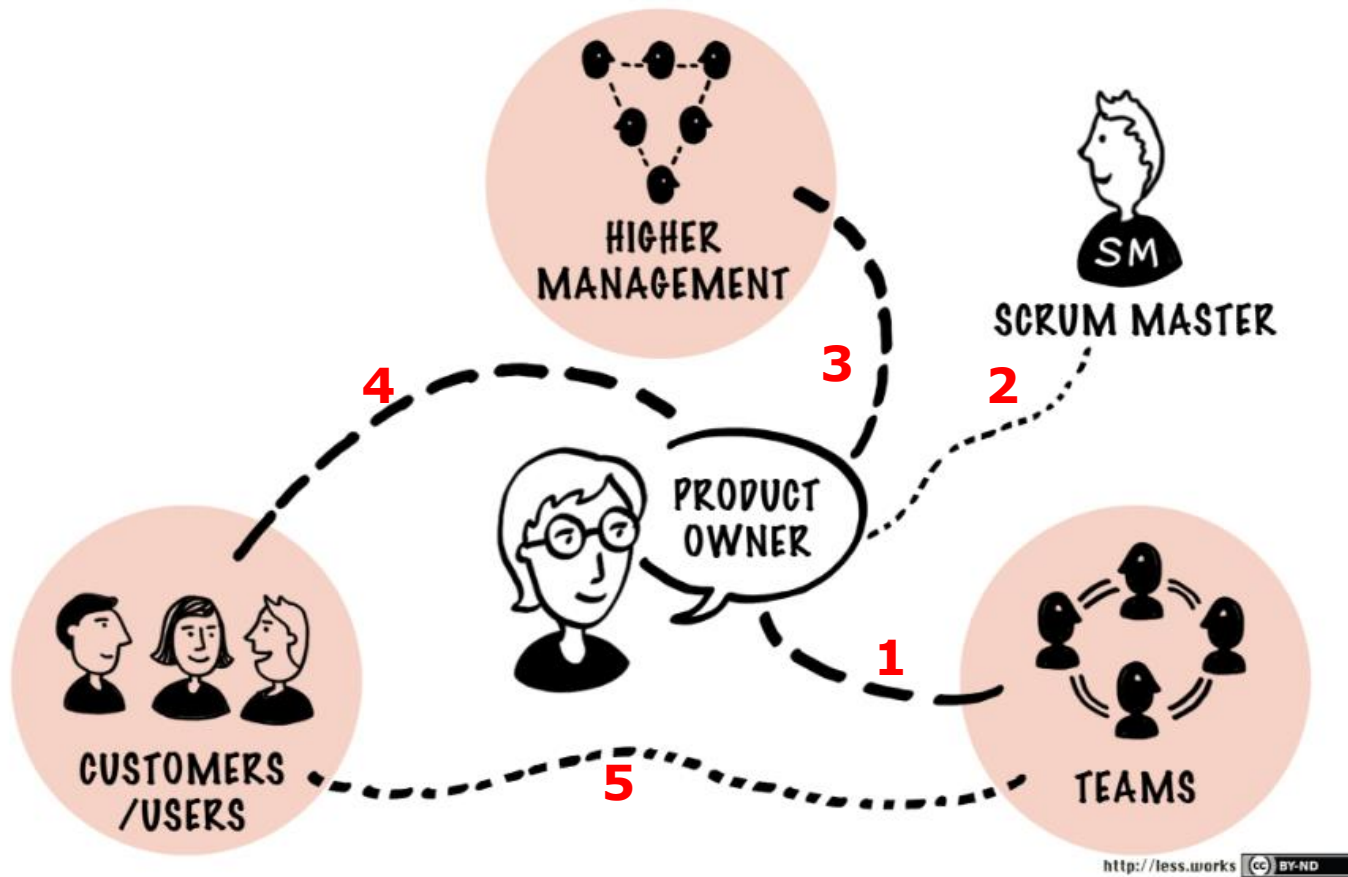 HIGHER
MANAGEMENT
SM
SCRUM MASTER
3
2
4
PRODUCT
OWNER
1
CUSTOMERS
/USERS
5
TEAMS
http://less.works cc BY-ND